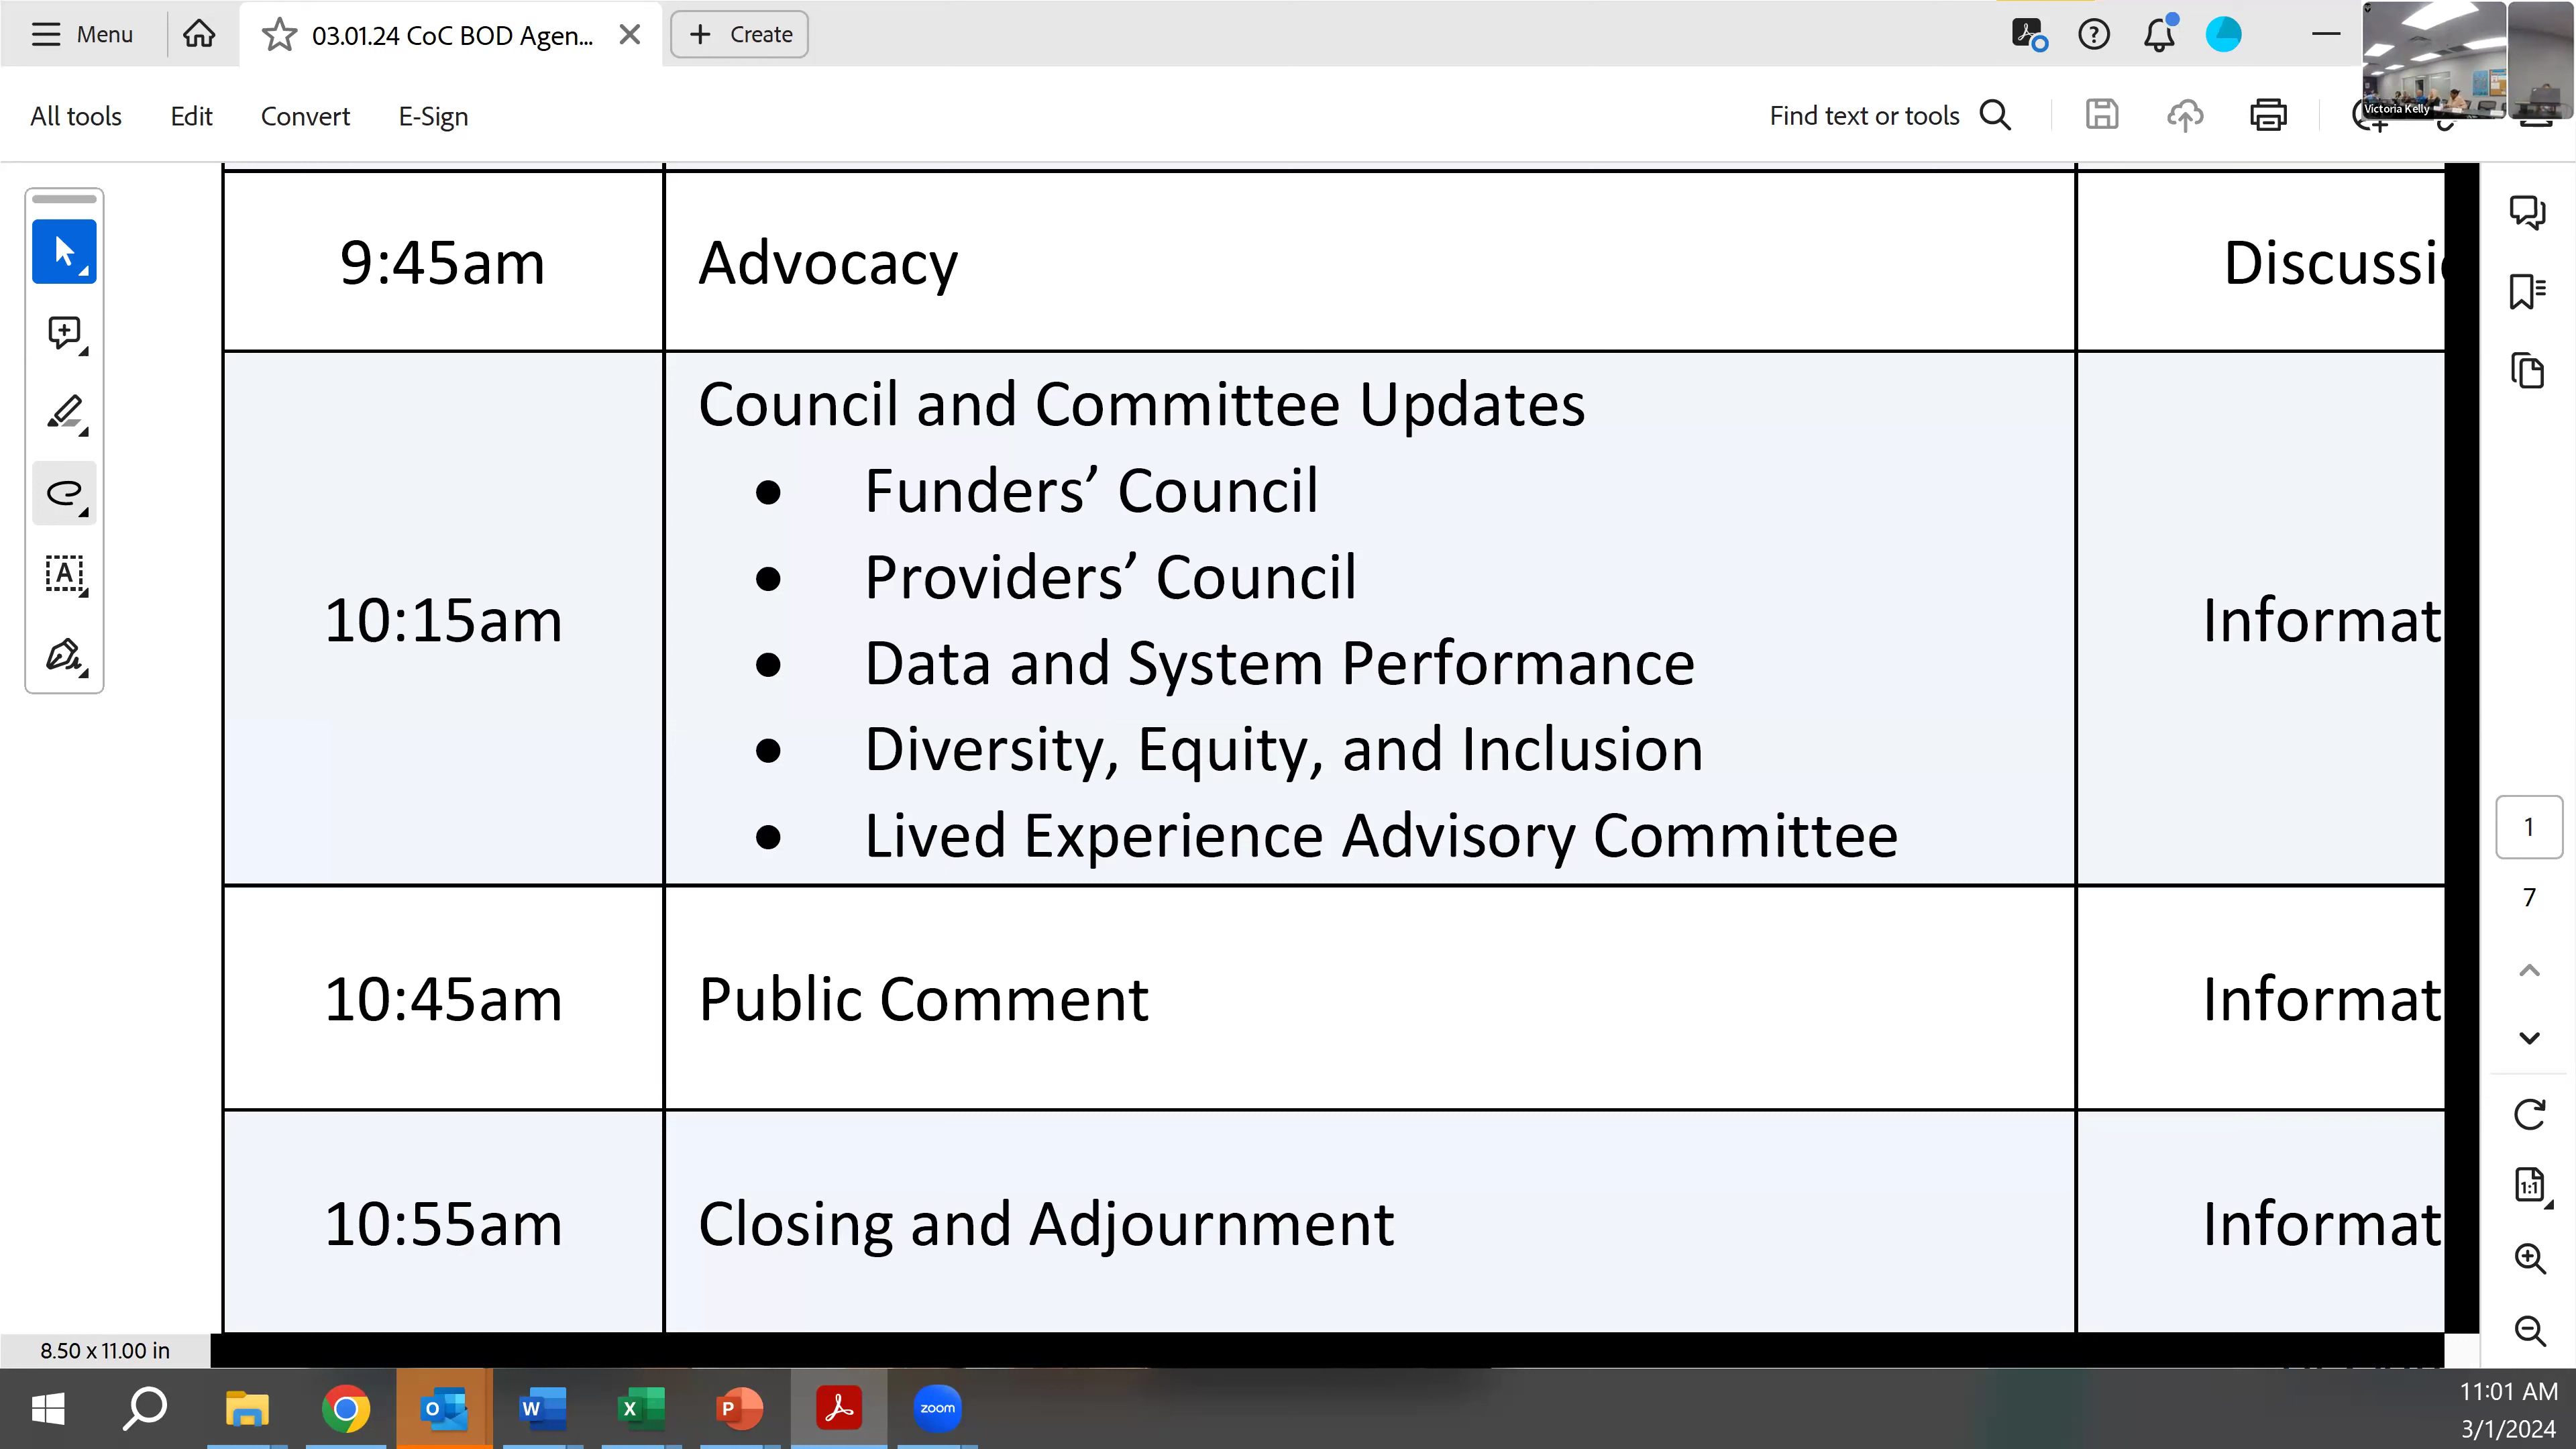 Menu
03.01.24 CoC BOD Agen...
Create
Victoria Kelly
All tools
Edit
Convert
E-Sign
Find text or tools
9:45am
Advocacy
Discussi
10:15am
Council and Committee Updates
• Funders’ Council
• Providers’ Council
• Data and System Performance
• Diversity, Equity, and Inclusion
• Lived Experience Advisory Committee
Informat
10:45am
Public Comment
Informat
10:55am
Closing and Adjournment
Informat
1
7
1:1
8.50 x 11.00 in
zoom
11:01 AM
3/1/2024